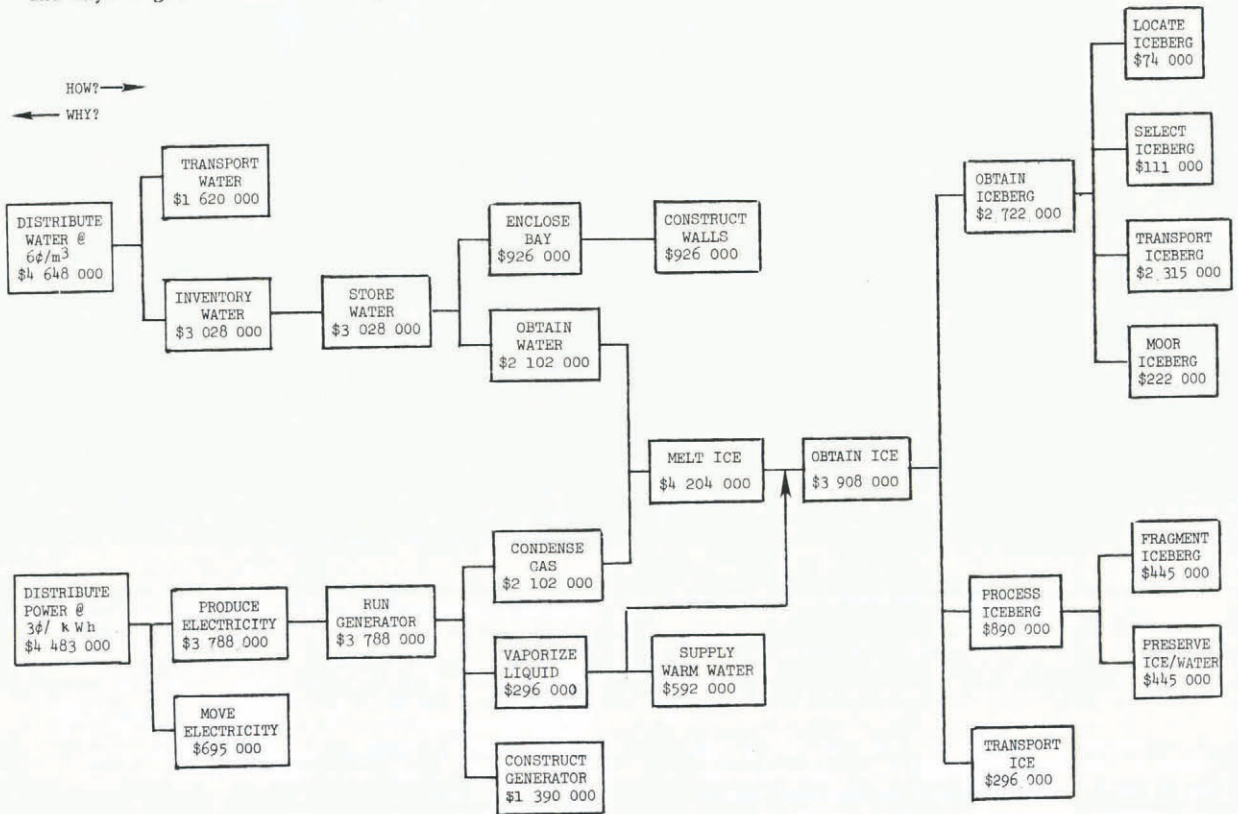 HOW?
WHY?
TRANSPORT
WATER
$1 620 000
DISTRIBUTE
WATER @
6¢/m³
$4 648 000
INVENTORY
WATER
$3 028 000
STORE
WATER
$3 028 000
ENCLOSE
BAY
$926 000
CONSTRUCT
WALLS
$926 000
OBTAIN
WATER
$2 102 000
MELT ICE
$4 204 000
OBTAIN ICE
$3 908 000
OBTAIN
ICEBERG
$2 722 000
LOCATE
ICEBERG
$74 000
SELECT
ICEBERG
$111 000
TRANSPORT
ICEBERG
$2 315 000
MOOR
ICEBERG
$222 000
DISTRIBUTE
POWER @
3¢/ kWh
$4 483 000
PRODUCE
ELECTRICITY
$3 788 000
MOVE
ELECTRICITY
$695 000
RUN
GENERATOR
$3 788 000
CONDENSE
GAS
$2 102 000
VAPORIZE
LIQUID
$296 000
SUPPLY
WARM WATER
$592 000
CONSTRUCT
GENERATOR
$1 390 000
PROCESS
ICEBERG
$890 000
FRAGMENT
ICEBERG
$445 000
PRESERVE
ICE/WATER
$445 000
TRANSPORT
ICE
$296 000